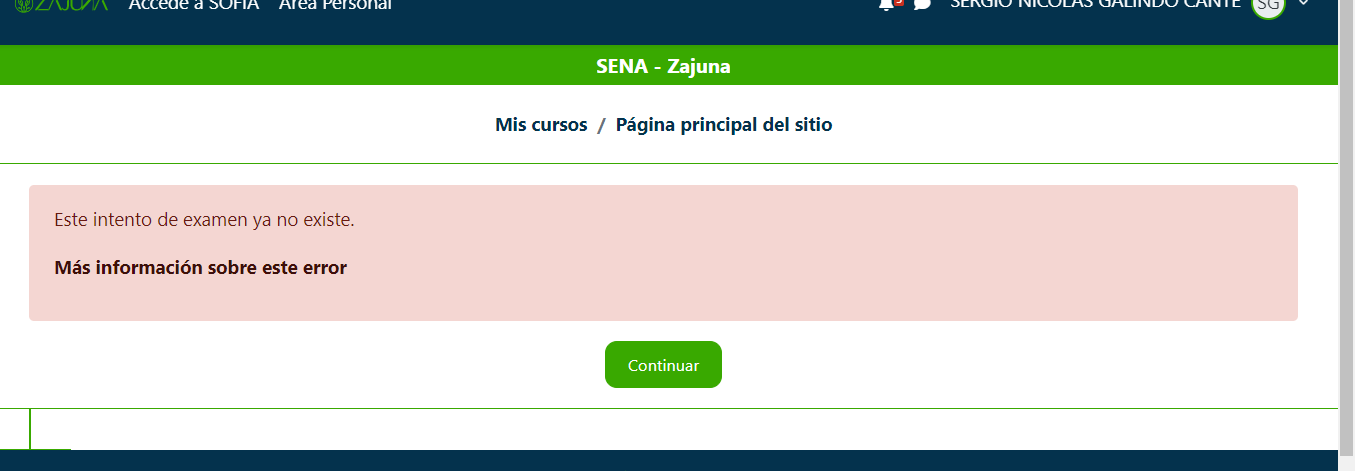 ZAJUNA Accede a SOFIA Área Personal SERGIO NICOLAS GALINDO CANTE SG
SENA - Zajuna
Mis cursos / Página principal del sitio
Este intento de examen ya no existe.
Más información sobre este error
Continuar